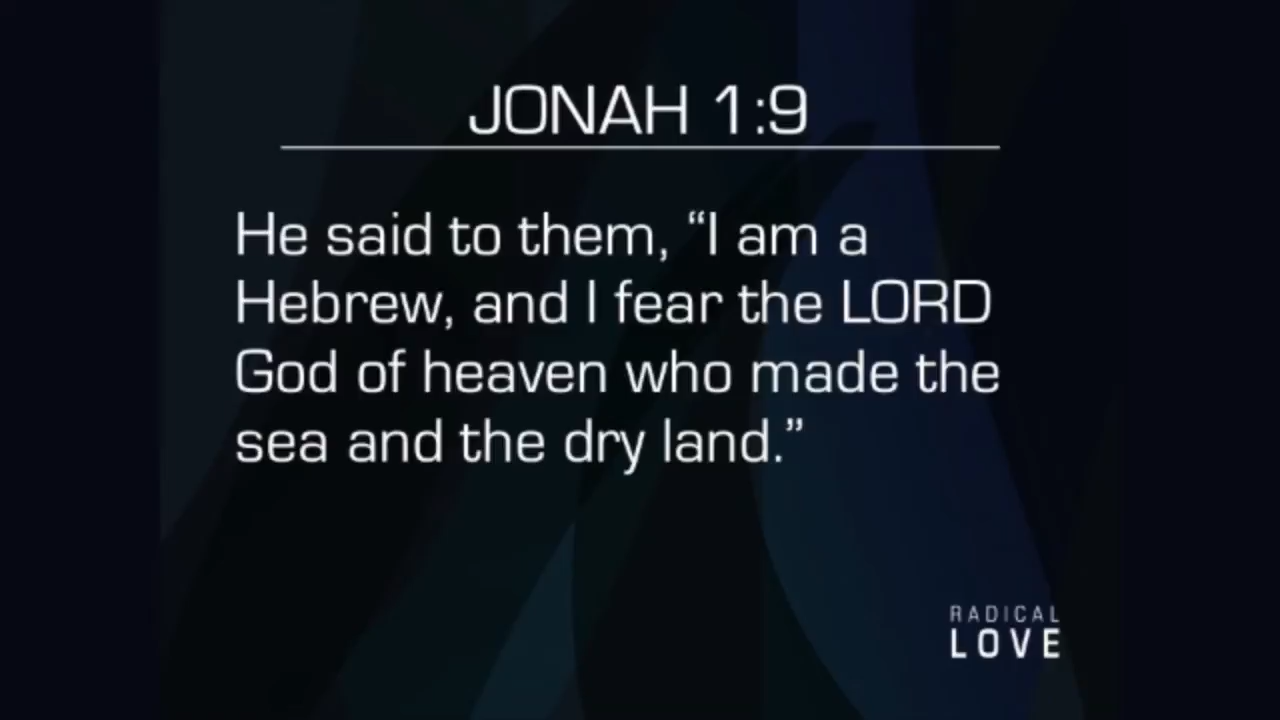 JONAH 1:9
He said to them, “I am a
Hebrew, and I fear the LORD
God of heaven who made the
sea and the dry land.”
RADICAL
LOVE